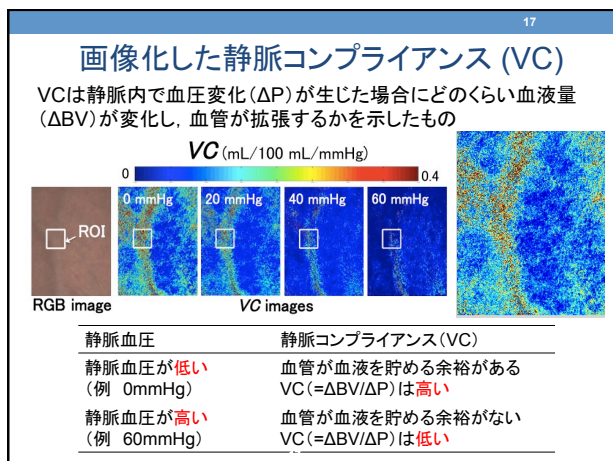 17
画像化した静脈コンプライアンス (VC)
VCは静脈内で血圧変化(ΔP)が生じた場合にどのくらい血液量
(ΔBV)が変化し，血管が拡張するかを示したもの
VC (mL/100 mL/mmHg)
0
0.4
0 mmHg
20 mmHg
40 mmHg
60 mmHg
ROI
RGB image
VC images
静脈血圧
静脈コンプライアンス(VC)
静脈血圧が低い
(例 0mmHg)
血管が血液を貯める余裕がある
VC(=ΔBV/ΔP)は高い
静脈血圧が高い
(例 60mmHg)
血管が血液を貯める余裕がない
VC(=ΔBV/ΔP)は低い